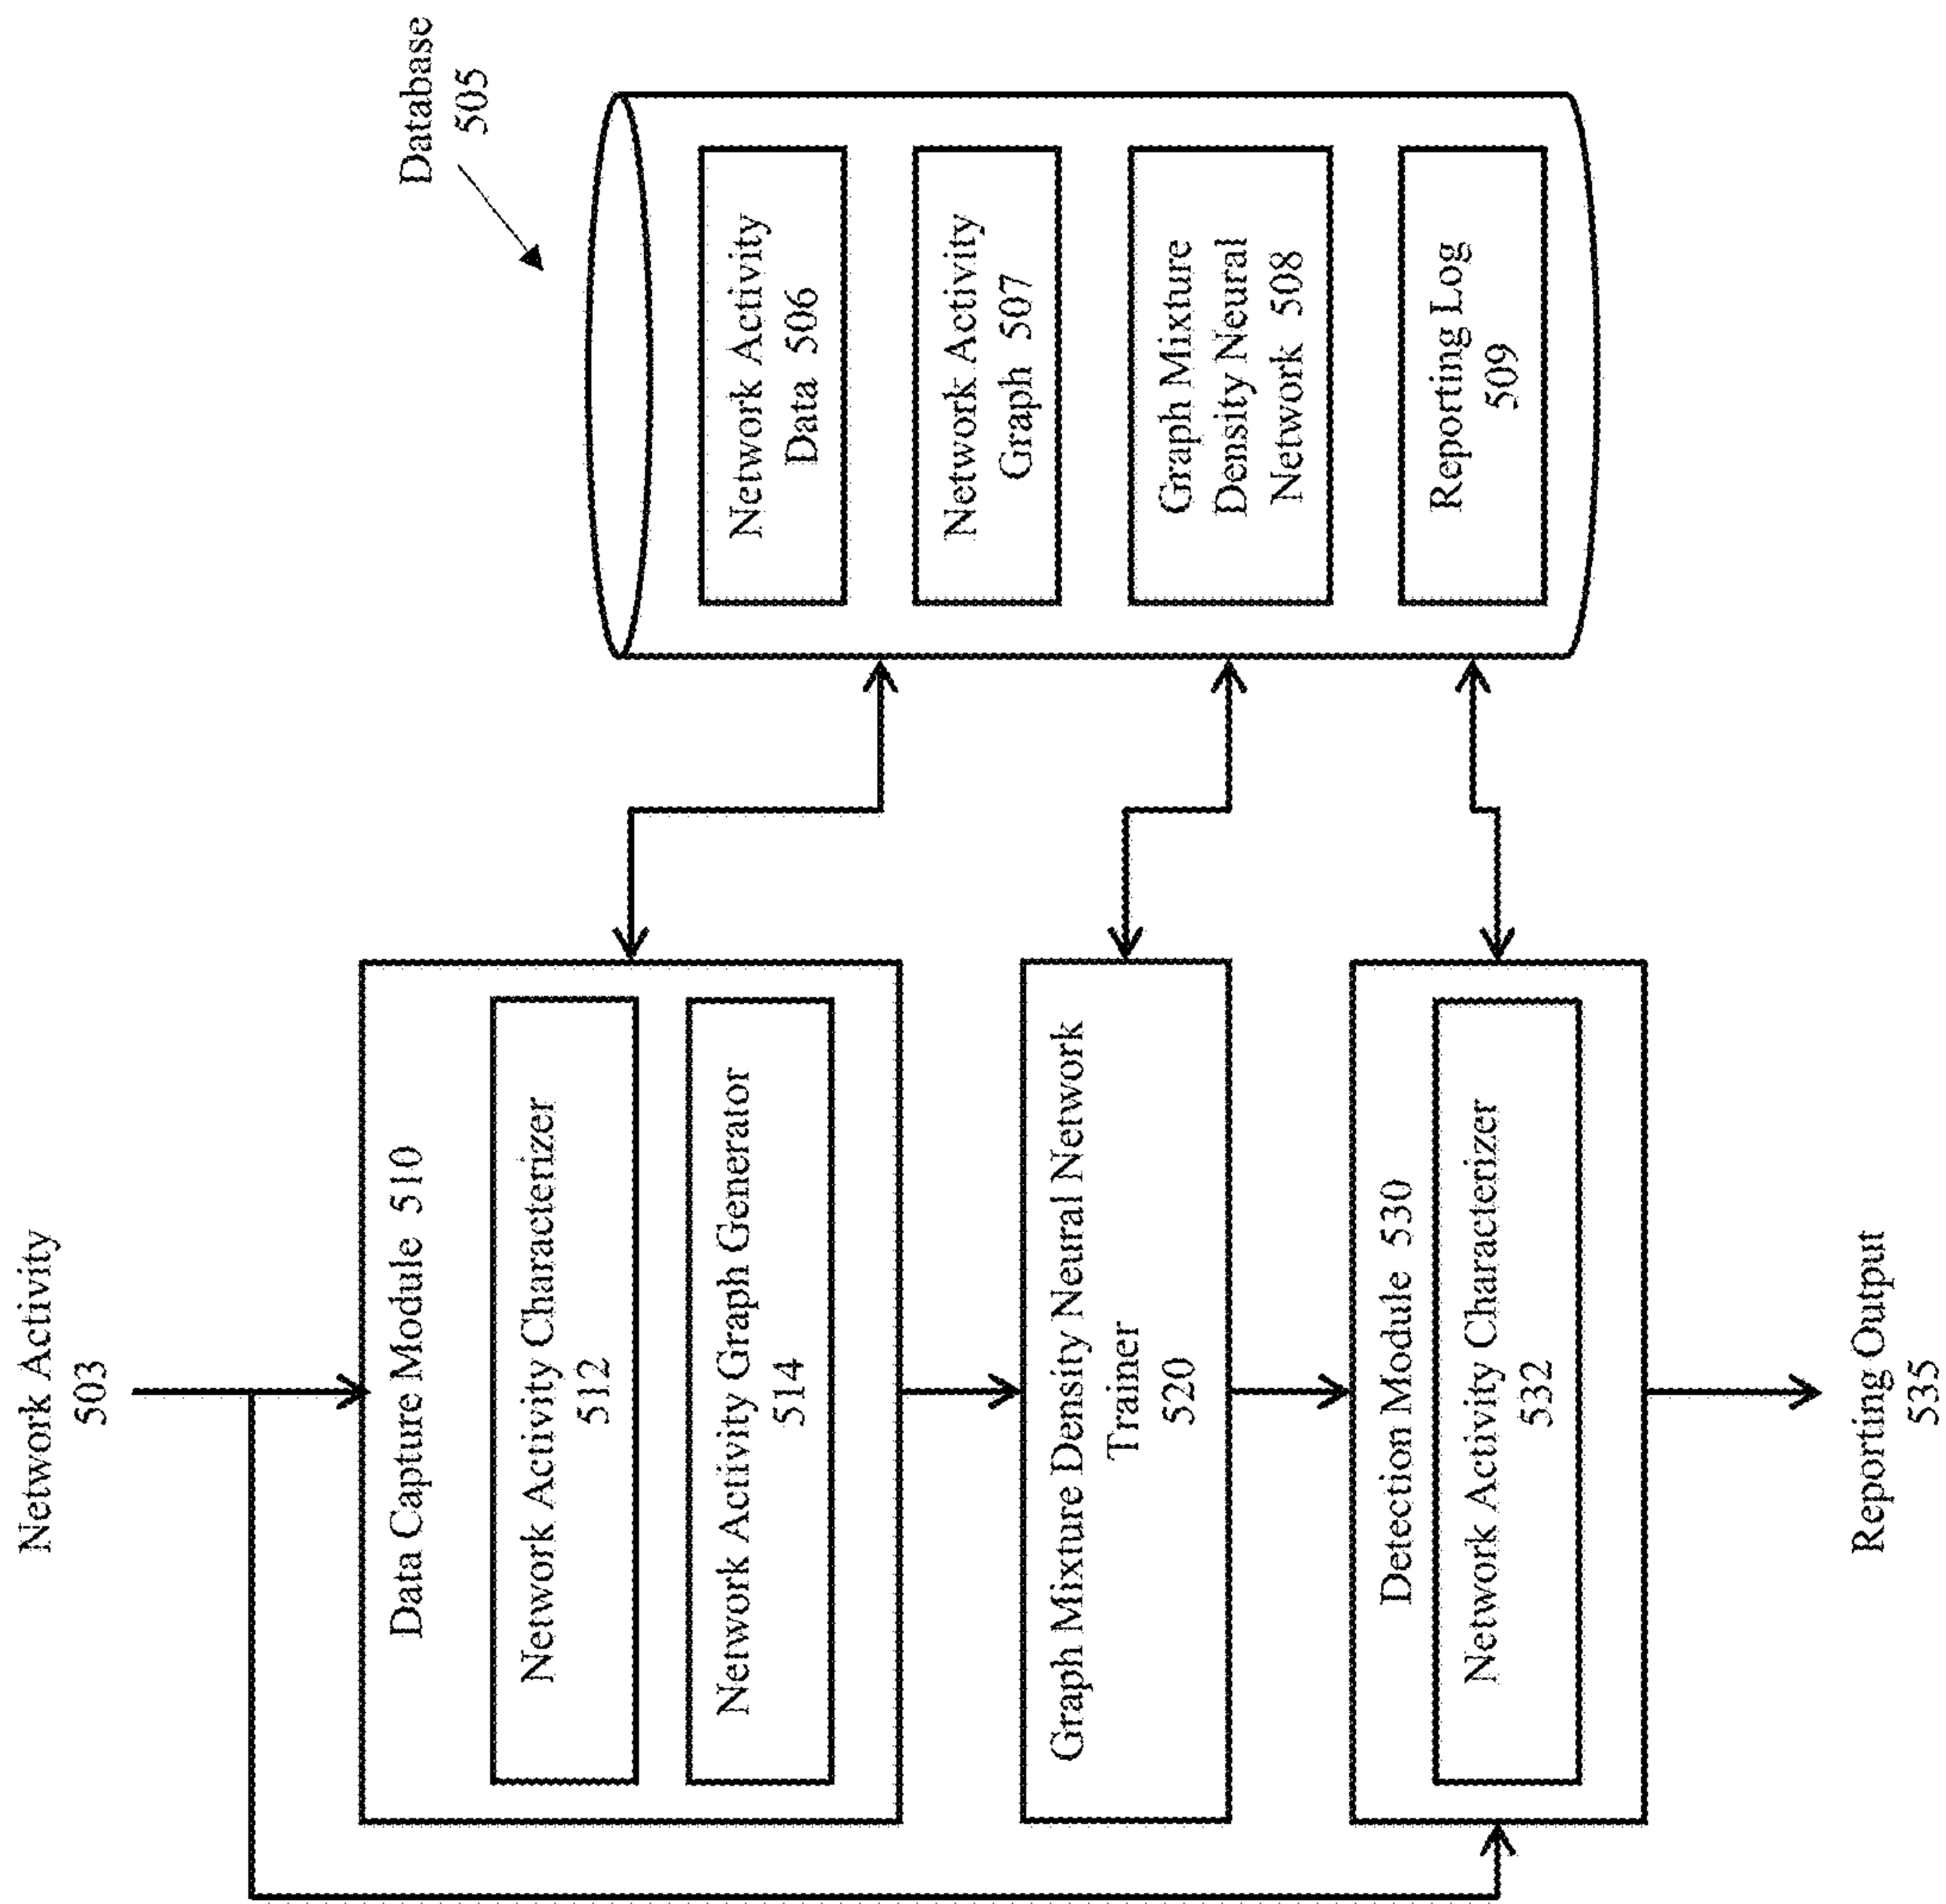 Network Activity
503
Data Capture Module 510
Network Activity Characterizer
512
Network Activity Graph Generator
514
Graph Mixture Density Neural Network
Trainer
520
Detection Module 530
Network Activity Characterizer
532
Reporting Output
535
Database
505
Network Activity
Data 506
Network Activity
Graph 507
Graph Mixture
Density Neural
Network 508
Reporting Log
509